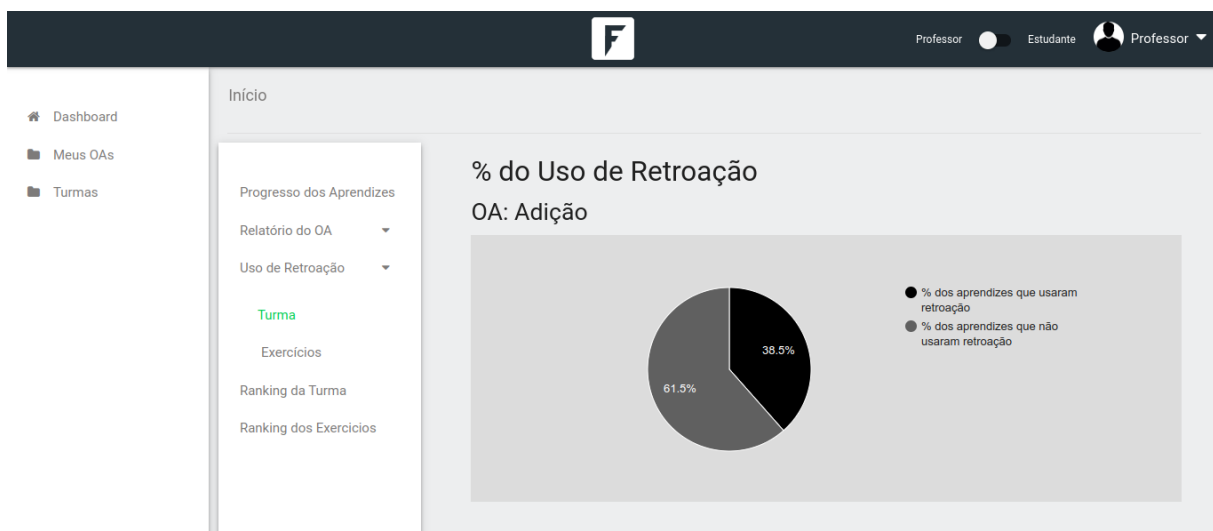 F
Professor
Estudante
Professor
Dashboard
Meus OAs
Turmas
Início
Progresso dos Aprendizes
Relatório do OA
Uso de Retroação
Turma
Exercícios
Ranking da Turma
Ranking dos Exercicios
% do Uso de Retroação
OA: Adição
38.5%
61.5%
% dos aprendizes que usaram
retroação
% dos aprendizes que não
usaram retroação